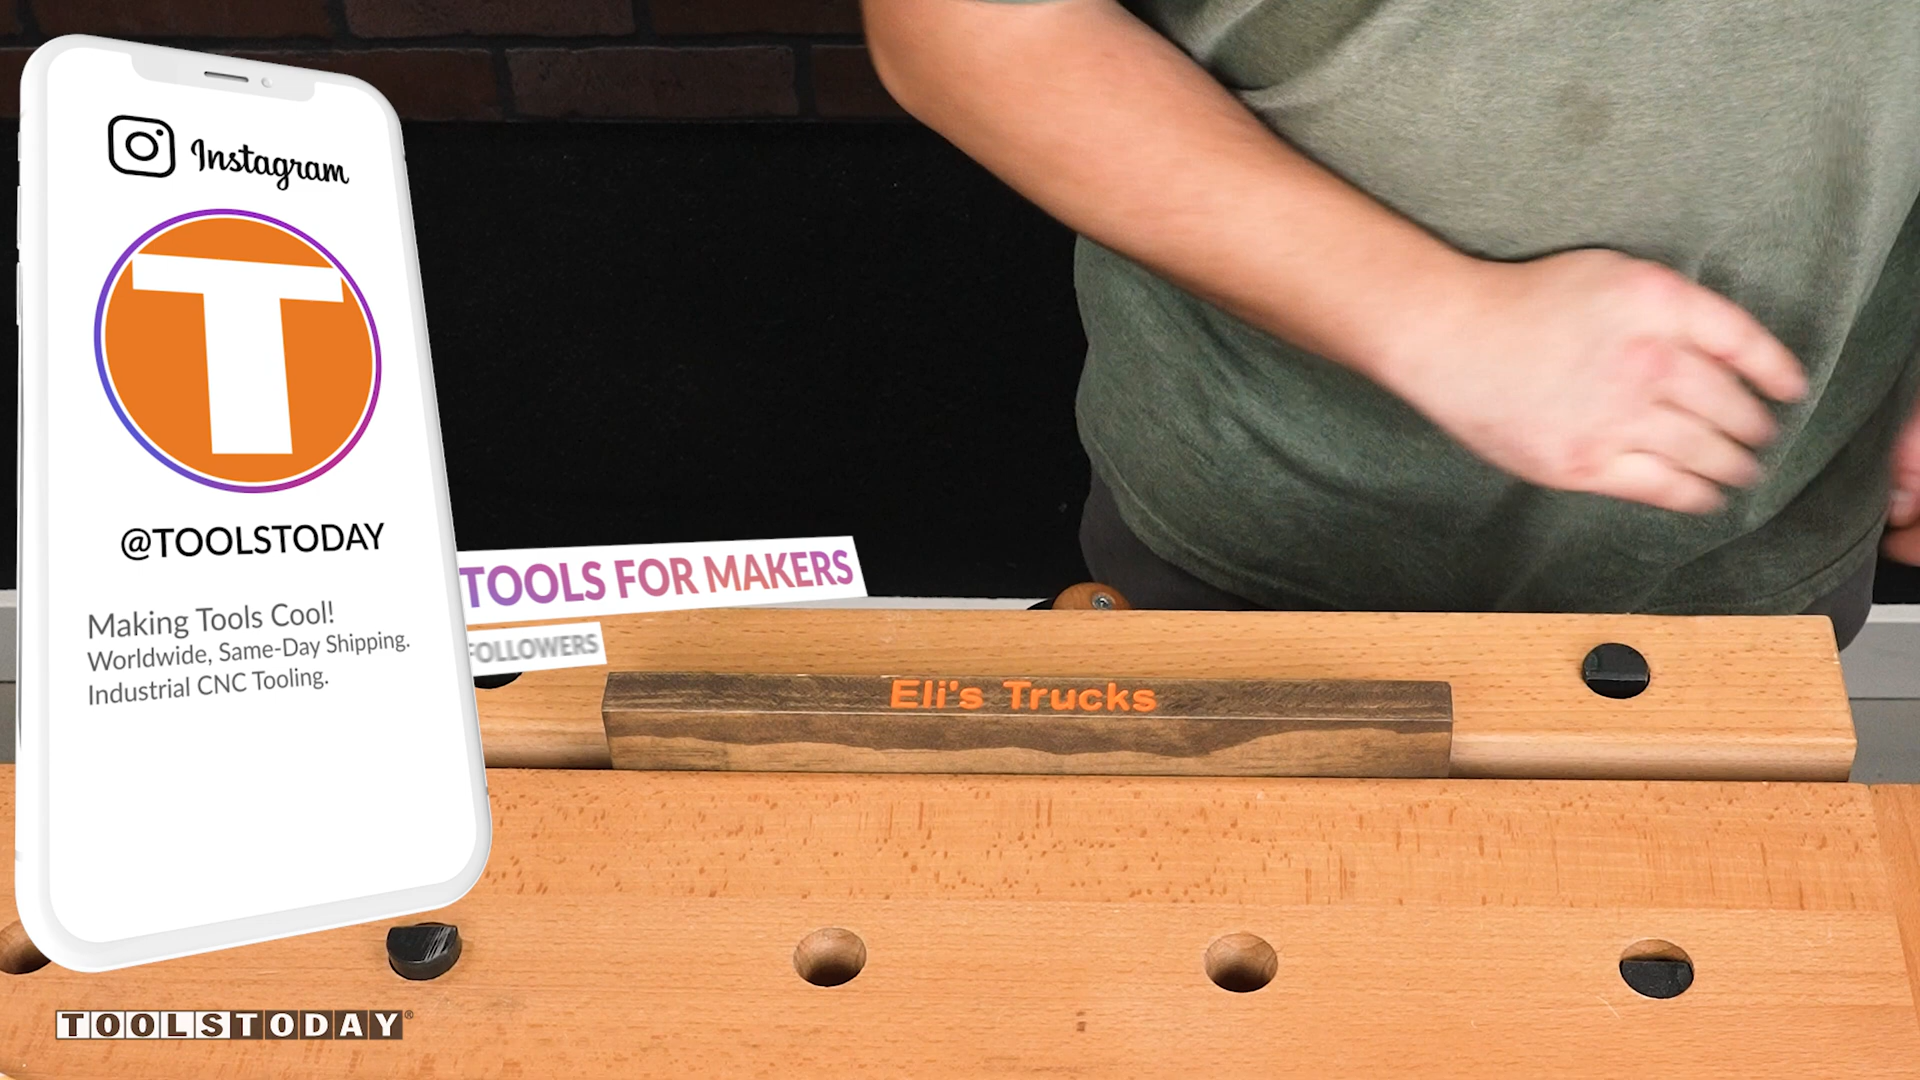 Instagram
@TOOLSTODAY
Making Tools Cool!
Worldwide, Same-Day Shipping.
Industrial CNC Tooling.
TOOLS FOR MAKERS
FOLLOWERS
Eli's Trucks
TOOLSTODAY®